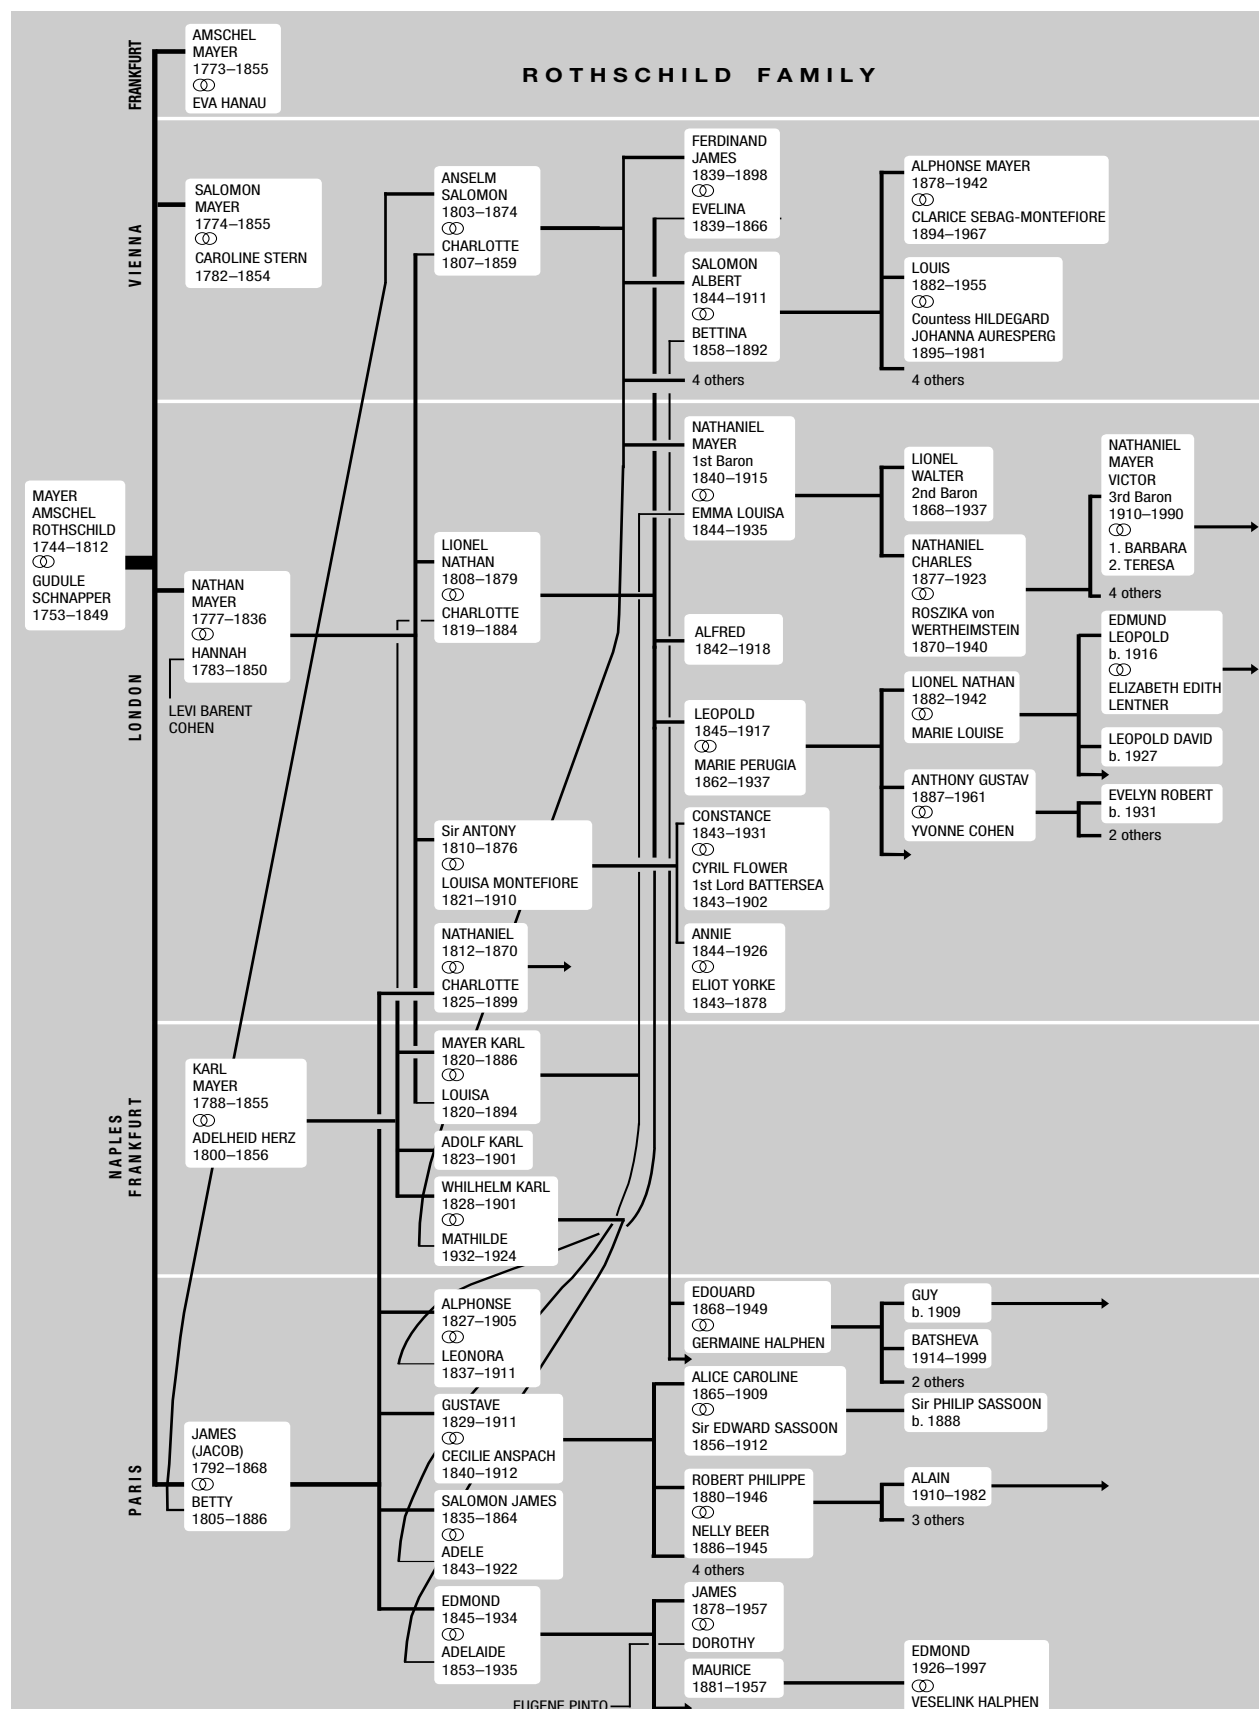 ROTHSCHILD FAMILY
FRANKFURT
AMSCHEL
MAYER
1773–1855
EVA HANAU
VIENNA
SALOMON
MAYER
1774–1855
CAROLINE STERN
1782–1854
ANSELM
SALOMON
1803–1874
CHARLOTTE
1807–1859
FERDINAND
JAMES
1839–1898
EVELINA
1839–1866
SALOMON
ALBERT
1844–1911
BETTINA
1858–1892
4 others
ALPHONSE MAYER
1878–1942
CLARICE SEBAG-MONTEFIORE
1894–1967
LOUIS
1882–1955
Countess HILDEGARD
JOHANNA AURESPERG
1895–1981
4 others
MAYER
AMSCHEL
ROTHSCHILD
1744–1812
GUDULE
SCHNAPPER
1753–1849
LONDON
NATHAN
MAYER
1777–1836
HANNAH
1783–1850
LEVI BARENT
COHEN
LIONEL
NATHAN
1808–1879
CHARLOTTE
1819–1884
Sir ANTONY
1810–1876
LOUISA MONTEFIORE
1821–1910
NATHANIEL
1812–1870
CHARLOTTE
1825–1899
NATHANIEL
MAYER
1st Baron
1840–1915
EMMA LOUISA
1844–1935
ALFRED
1842–1918
LEOPOLD
1845–1917
MARIE PERUGIA
1862–1937
CONSTANCE
1843–1931
CYRIL FLOWER
1st Lord BATTERSEA
1843–1902
ANNIE
1844–1926
ELIOT YORKE
1843–1878
LIONEL
WALTER
2nd Baron
1868–1937
NATHANIEL
CHARLES
1877–1923
ROSZIKA von
WERTHEIMSTEIN
1870–1940
LIONEL NATHAN
1882–1942
MARIE LOUISE
ANTHONY GUSTAV
1887–1961
YVONNE COHEN
NATHANIEL
MAYER
VICTOR
3rd Baron
1910–1990
1. BARBARA
2. TERESA
4 others
EDMUND
LEOPOLD
b. 1916
ELIZABETH EDITH
LENTNER
LEOPOLD DAVID
b. 1927
EVELYN ROBERT
b. 1931
2 others
NAPLES
FRANKFURT
KARL
MAYER
1788–1855
ADELHEID HERZ
1800–1856
MAYER KARL
1820–1886
LOUISA
1820–1894
ADOLF KARL
1823–1901
WHILHELM KARL
1828–1901
MATHILDE
1932–1924
PARIS
JAMES
(JACOB)
1792–1868
BETTY
1805–1886
ALPHONSE
1827–1905
LEONORA
1837–1911
GUSTAVE
1829–1911
CECILIE ANSPACH
1840–1912
SALOMON JAMES
1835–1864
ADELE
1843–1922
EDMOND
1845–1934
ADELAIDE
1853–1935
EDOUARD
1868–1949
GERMAINE HALPHEN
ALICE CAROLINE
1865–1909
Sir EDWARD SASSOON
1856–1912
ROBERT PHILIPPE
1880–1946
NELLY BEER
1886–1945
4 others
JAMES
1878–1957
DOROTHY
MAURICE
1881–1957
EUGENE PINTO
GUY
b. 1909
BATSHEVA
1914–1999
2 others
Sir PHILIP SASSOON
b. 1888
ALAIN
1910–1982
3 others
EDMOND
1926–1997
VESELINK HALPHEN